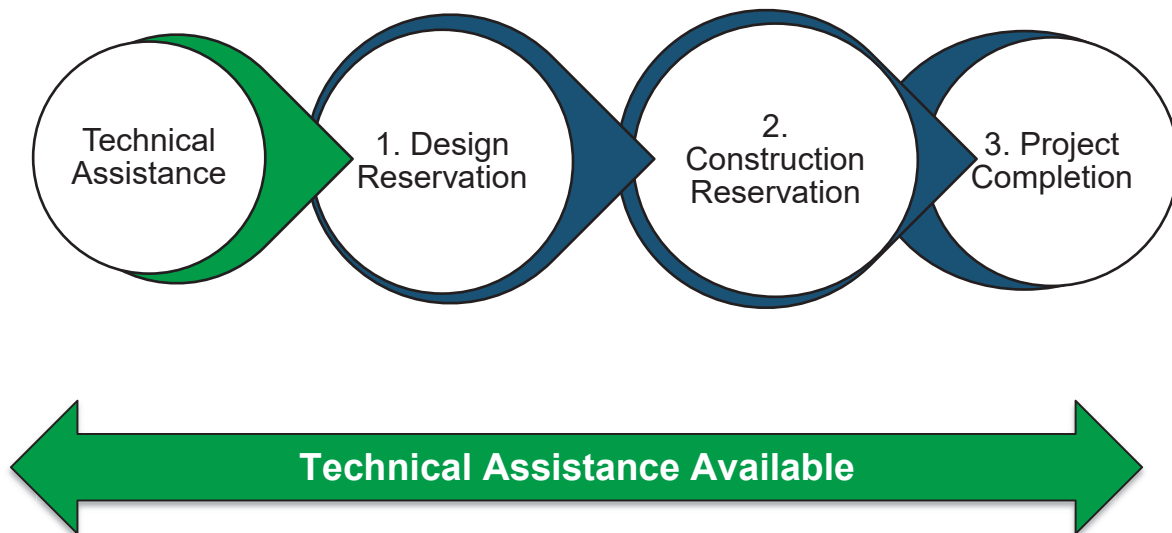 Technical
Assistance
1. Design
Reservation
2.
Construction
Reservation
3. Project
Completion
Technical Assistance Available